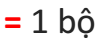 = 1 bộ